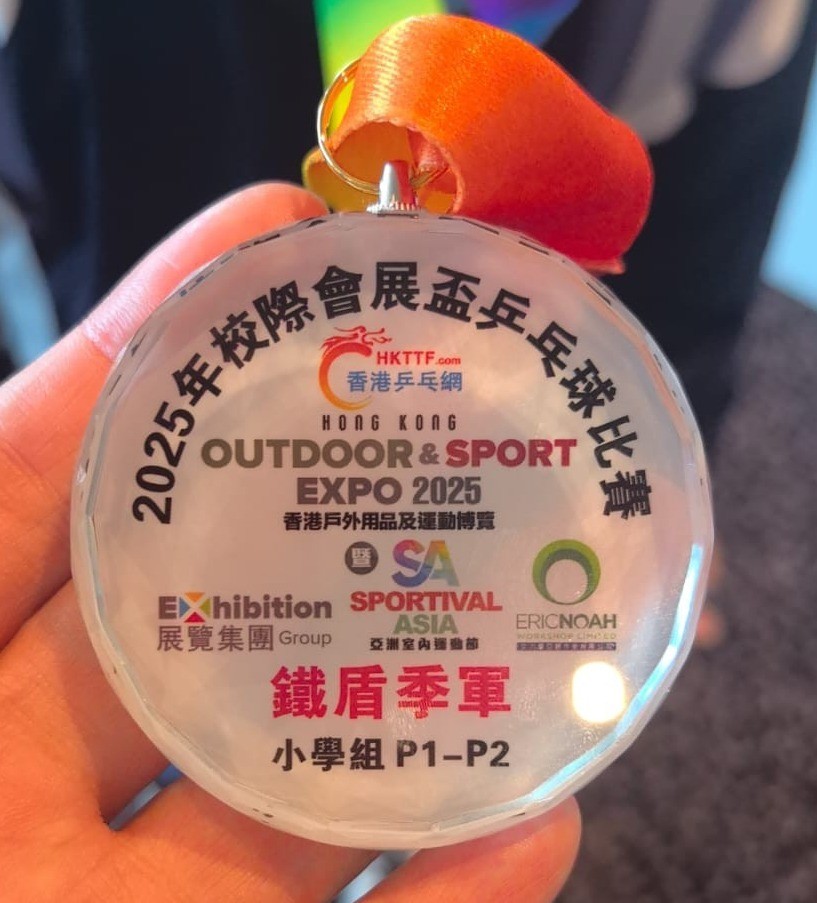 2025年校際會展盃乒乓球比賽
HKTTF.com
香港乒乓網
HONG KONG
OUTDOOR & SPORT
EXPO 2025
香港戶外用品及運動博覽
暨
SA
SPORTIVAL
ASIA
亞洲室內運動節
Exhibition
展覽集團 Group
ERICNOAH
WORKSHOP LIMITED
鐵盾季軍
小學組 P1-P2